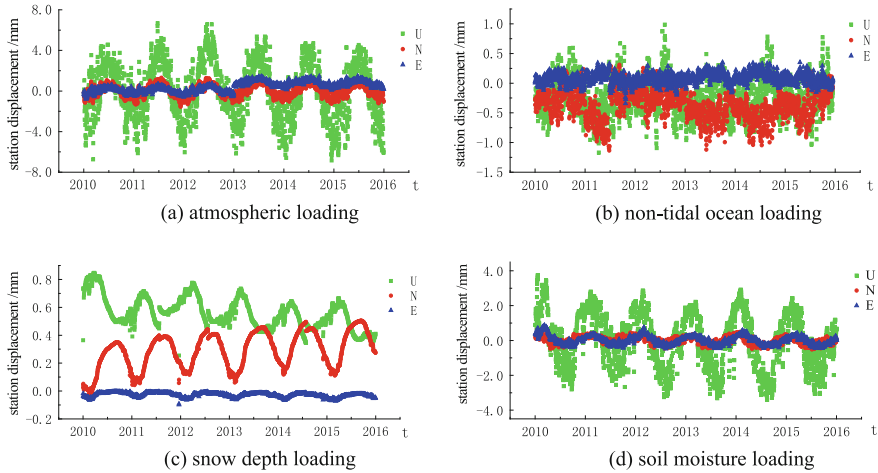 station displacement /mm
8.0
4.0
0.0
-4.0
-8.0
2010 2011 2012 2013 2014 2015 2016 t
U
N
E
(a) atmospheric loading
station displacement /mm
1.0
0.5
0.0
-0.5
-1.0
-1.5
2010 2011 2012 2013 2014 2015 2016 t
U
N
E
(b) non-tidal ocean loading
station displacement /mm
0.8
0.6
0.4
0.2
0.0
-0.2
2010 2011 2012 2013 2014 2015 2016 t
U
N
E
(c) snow depth loading
station displacement /mm
4.0
2.0
0.0
-2.0
-4.0
2010 2011 2012 2013 2014 2015 2016 t
U
N
E
(d) soil moisture loading